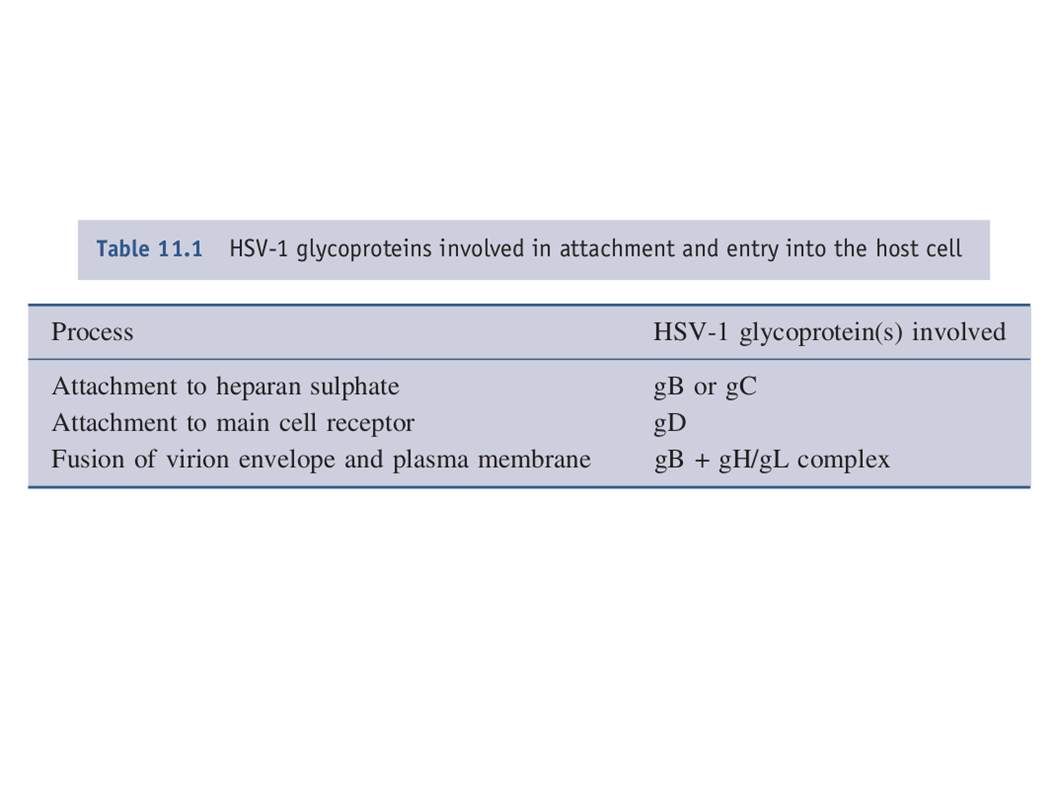 Table 11.1 HSV-1 glycoproteins involved in attachment and entry into the host cell
Process HSV-1 glycoprotein(s) involved
Attachment to heparan sulphate gB or gC
Attachment to main cell receptor gD
Fusion of virion envelope and plasma membrane gB + gH/gL complex